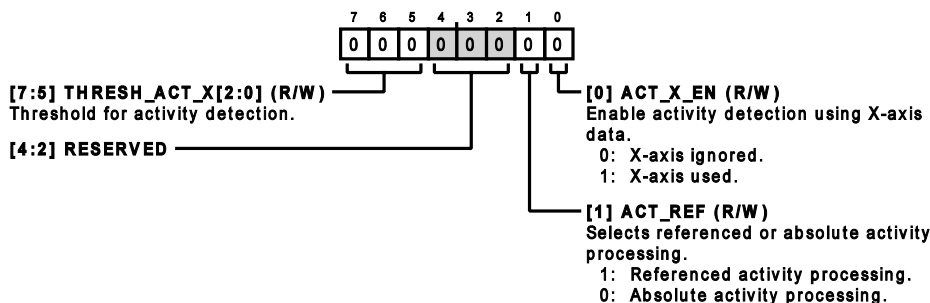 7 6 5 4 3 2 1 0
0 0 0 0 0 0 0 0
[7:5] THRESH_ACT_X[2:0] (R/W)
Threshold for activity detection.
[4:2] RESERVED
[0] ACT_X_EN (R/W)
Enable activity detection using X-axis
data.
0: X-axis ignored.
1: X-axis used.
[1] ACT_REF (R/W)
Selects referenced or absolute activity
processing.
1: Referenced activity processing.
0: Absolute activity processing.